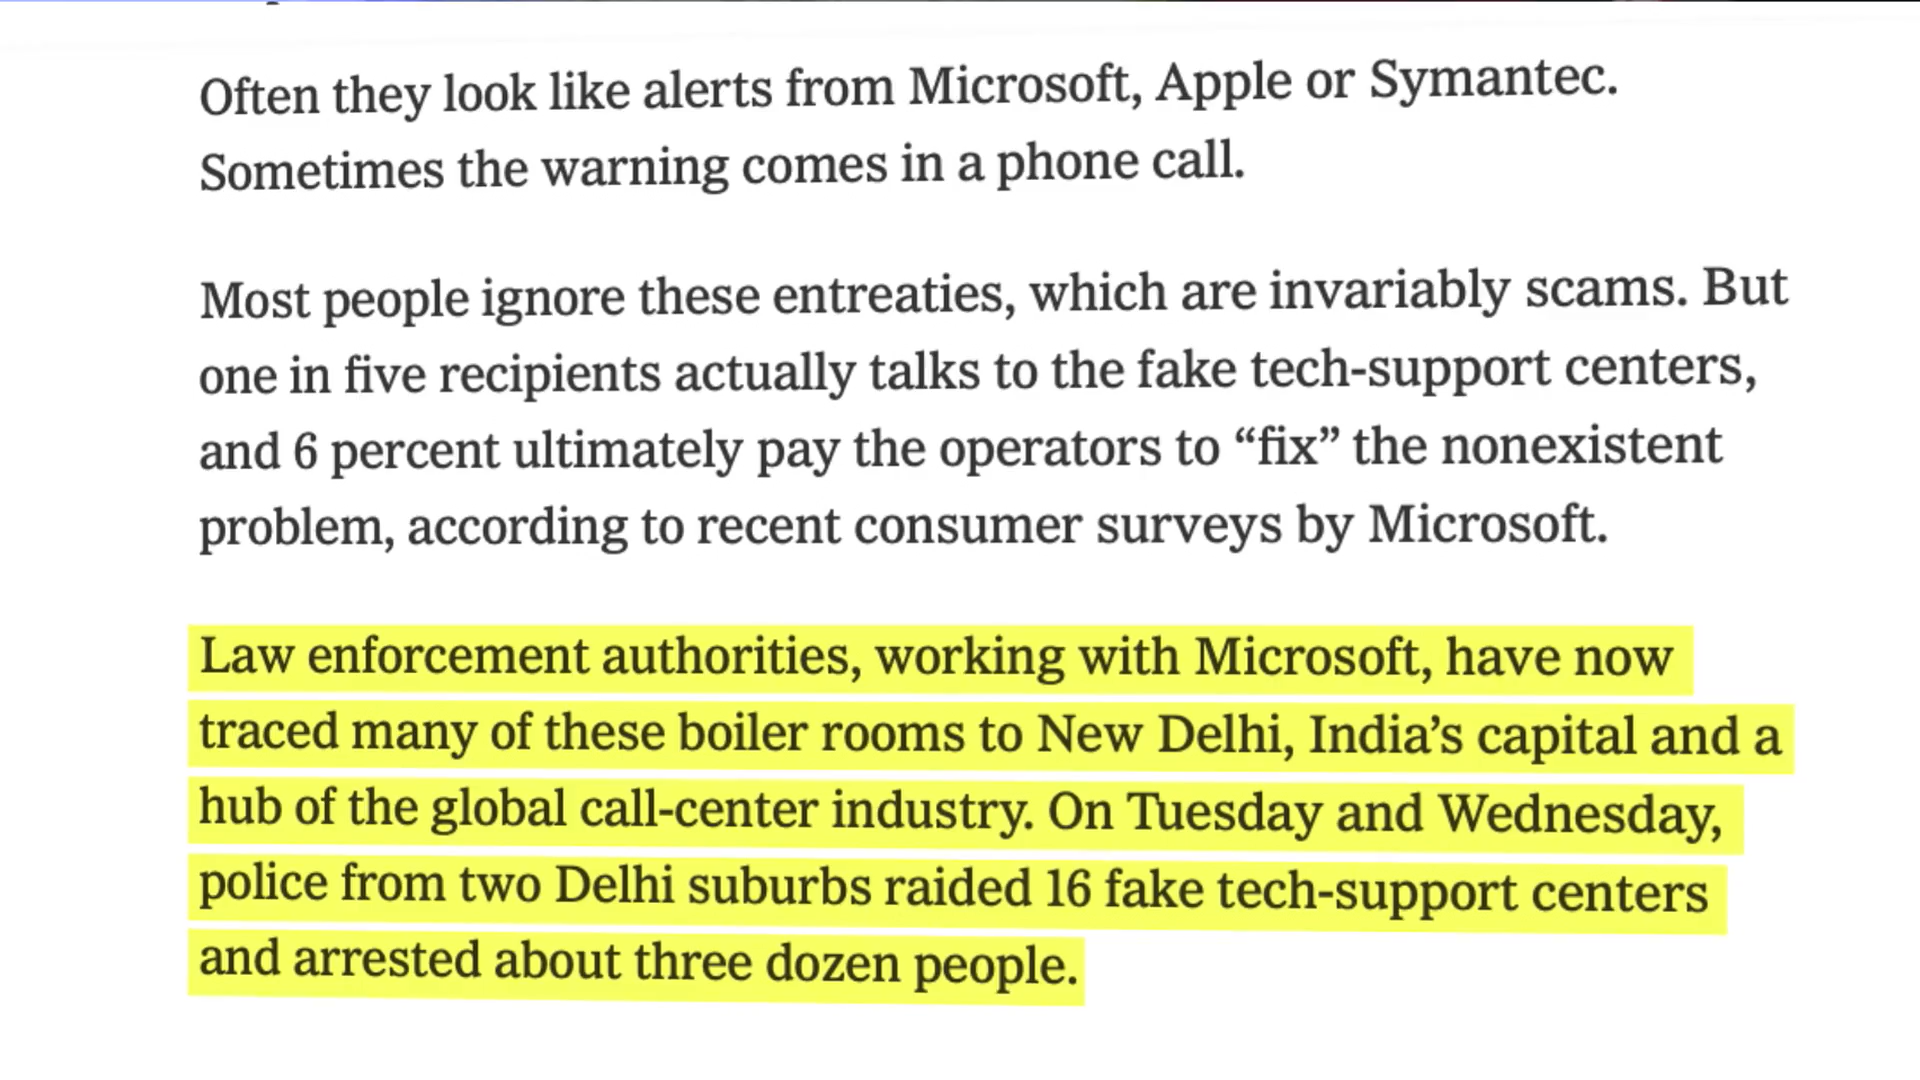 Often they look like alerts from Microsoft, Apple or Symantec.
Sometimes the warning comes in a phone call.
Most people ignore these entreaties, which are invariably scams. But
one in five recipients actually talks to the fake tech-support centers,
and 6 percent ultimately pay the operators to “fix” the nonexistent
problem, according to recent consumer surveys by Microsoft.
Law enforcement authorities, working with Microsoft, have now
traced many of these boiler rooms to New Delhi, India’s capital and a
hub of the global call-center industry. On Tuesday and Wednesday,
police from two Delhi suburbs raided 16 fake tech-support centers
and arrested about three dozen people.